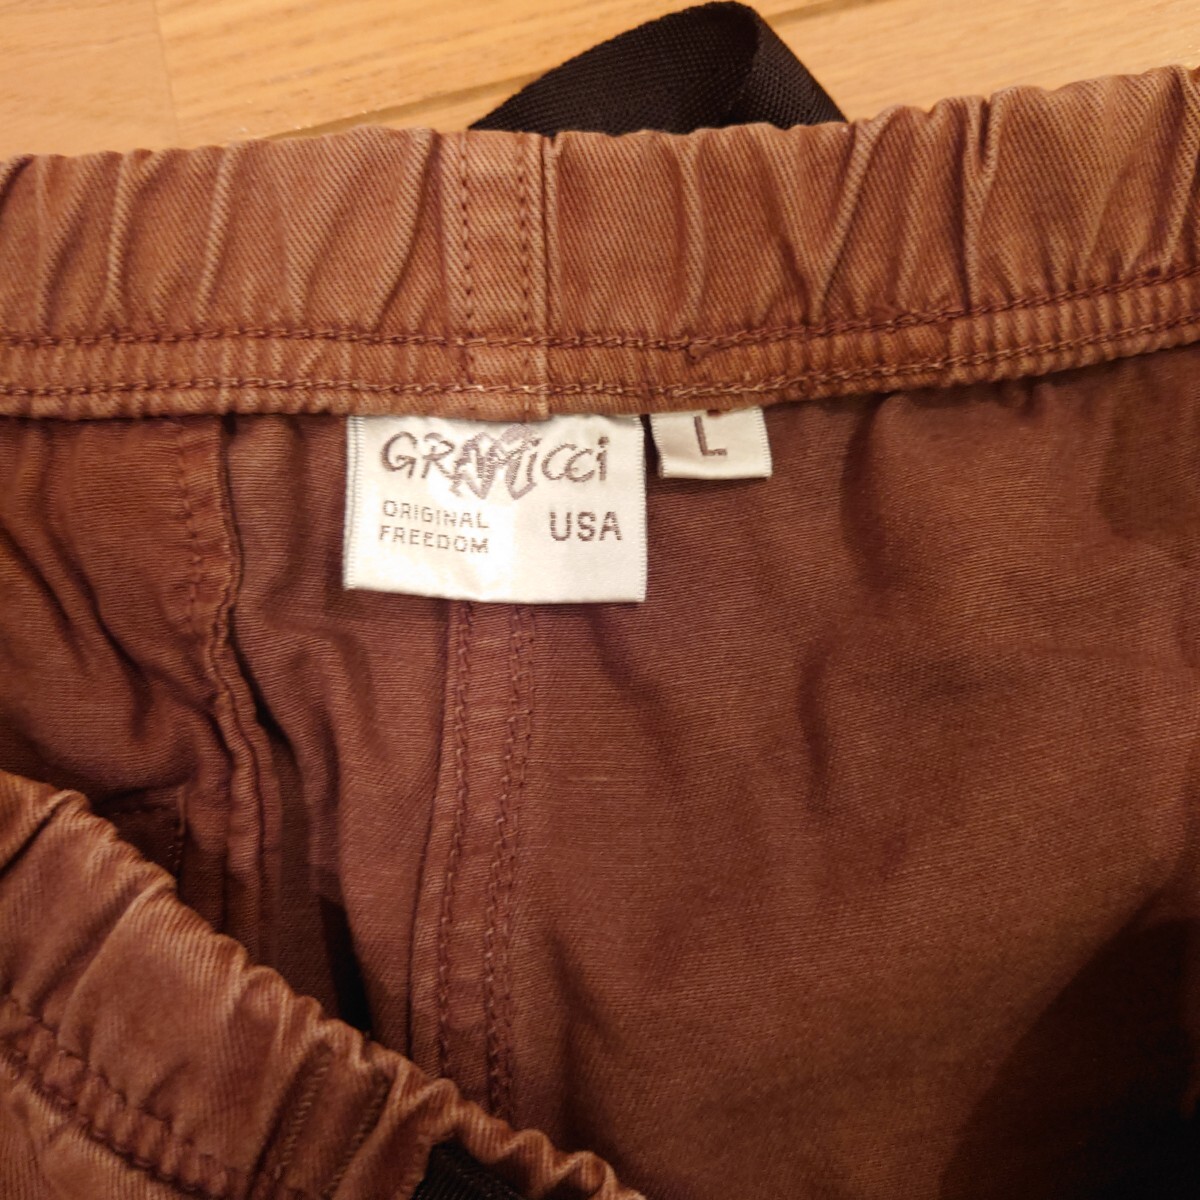 GRAMiCCi
L
ORIGINAL
FREEDOM
USA